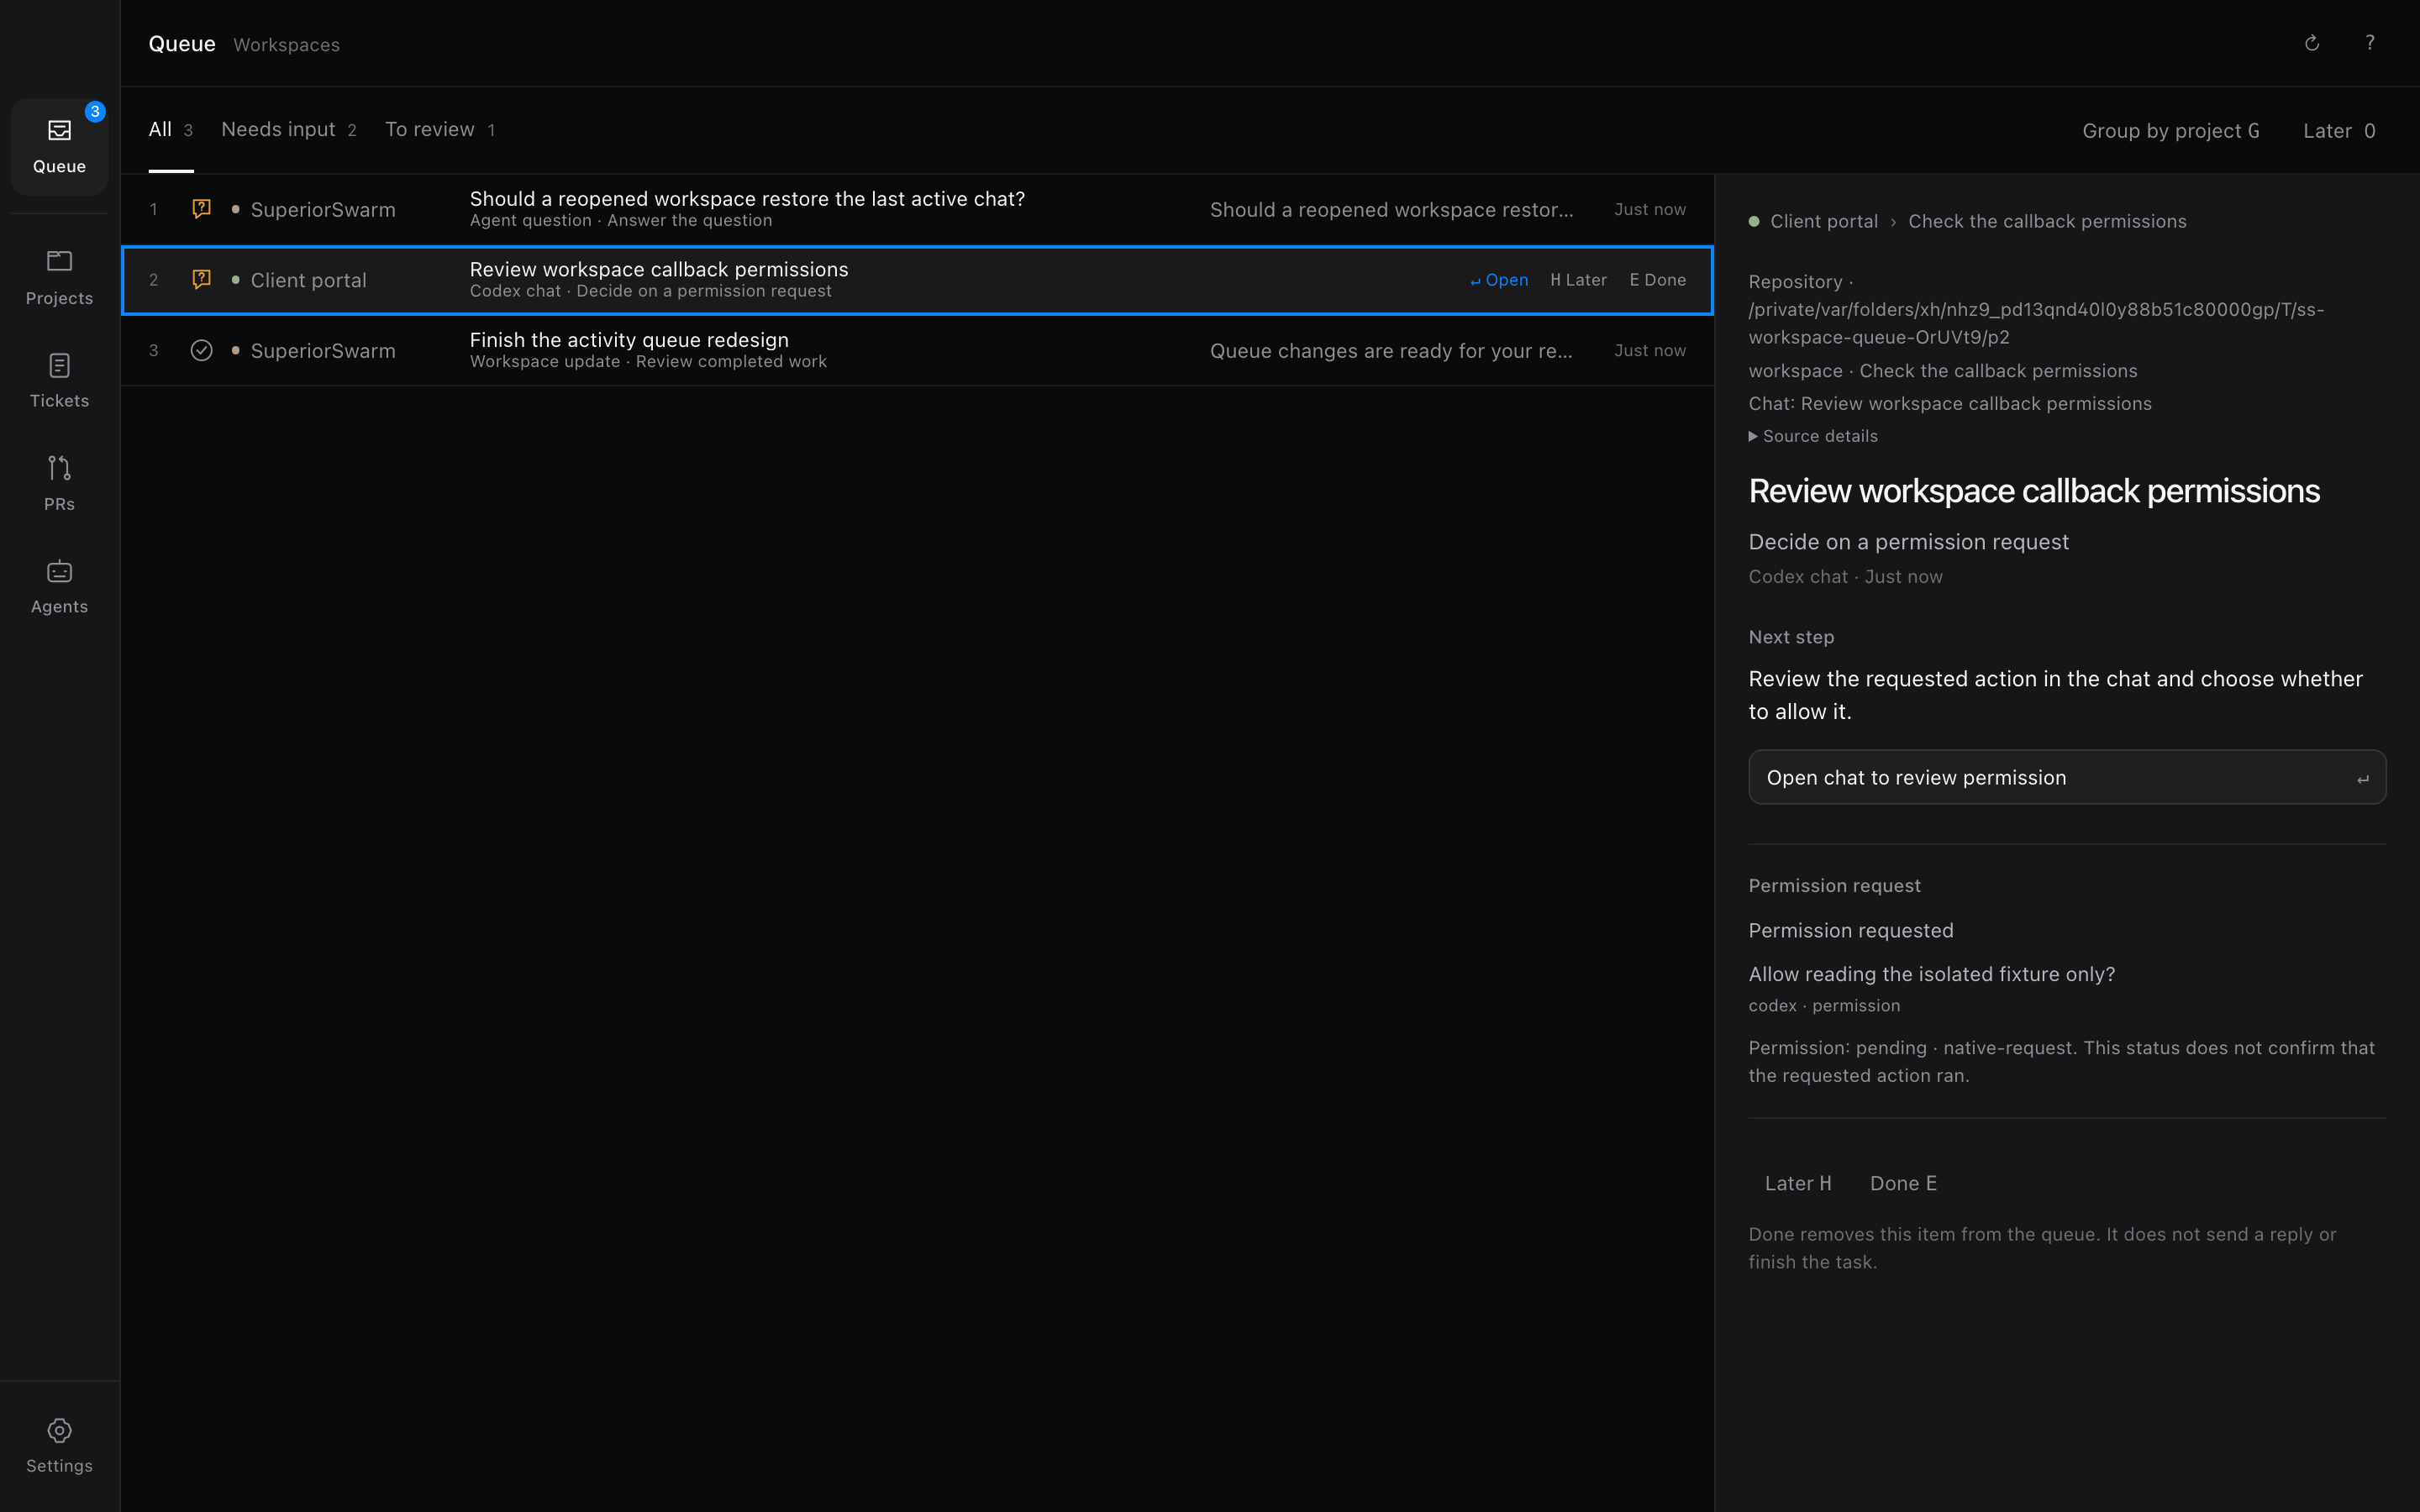 Queue Workspaces
?
3
Queue
Projects
Tickets
PRs
Agents
Settings
All 3 Needs input 2 To review 1
Group by project G Later 0
1 SuperiorSwarm Should a reopened workspace restore the last active chat? Should a reopened workspace restor... Just now
Agent question · Answer the question
2 Client portal Review workspace callback permissions ↵ Open H Later E Done
Codex chat · Decide on a permission request
3 SuperiorSwarm Finish the activity queue redesign Queue changes are ready for your re... Just now
Workspace update · Review completed work
Client portal › Check the callback permissions
Repository ·
/private/var/folders/xh/nhz9_pd13qnd40l0y88b51c80000gp/T/ss-
workspace-queue-OrUVt9/p2
workspace · Check the callback permissions
Chat: Review workspace callback permissions
Source details
Review workspace callback permissions
Decide on a permission request
Codex chat · Just now
Next step
Review the requested action in the chat and choose whether
to allow it.
Open chat to review permission ↵
Permission request
Permission requested
Allow reading the isolated fixture only?
codex · permission
Permission: pending · native-request. This status does not confirm that
the requested action ran.
Later H Done E
Done removes this item from the queue. It does not send a reply or
finish the task.